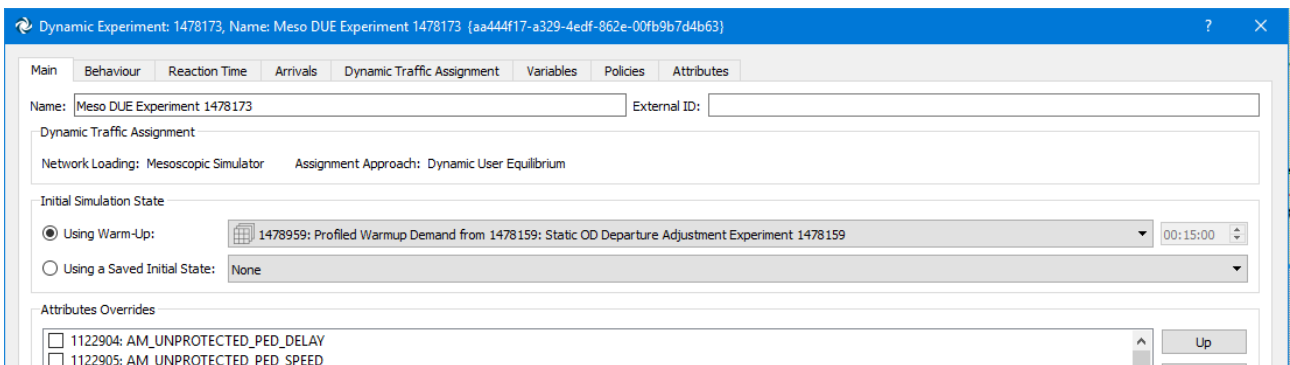 Dynamic Experiment: 1478173, Name: Meso DUE Experiment 1478173 {aa444f17-a329-4edf-862e-00fb9b7d4b63} ? ×
Main Behaviour Reaction Time Arrivals Dynamic Traffic Assignment Variables Policies Attributes
Name: Meso DUE Experiment 1478173 External ID:
Dynamic Traffic Assignment
Network Loading: Mesoscopic Simulator Assignment Approach: Dynamic User Equilibrium
Initial Simulation State
Using Warm-Up: 1478959: Profiled Warmup Demand from 1478159: Static OD Departure Adjustment Experiment 1478159 00:15:00
Using a Saved Initial State: None
Attributes Overrides
1122904: AM_UNPROTECTED_PED_DELAY Up
1122905: AM_UNPROTECTED_PED_SPEED